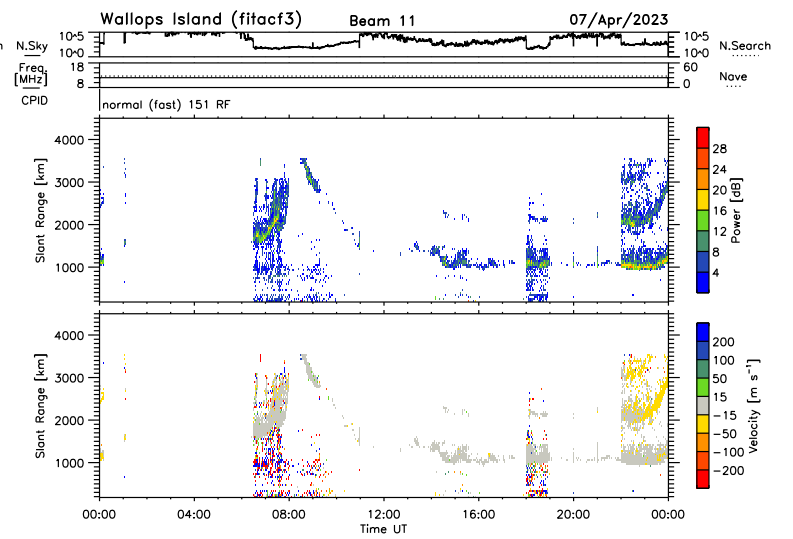 Wallops Island (fitacf3) Beam 11 07/Apr/2023
N.Sky 10^5 10^0 10^5 10^0 N.Search
Freq. [MHz] 18 8 60 0 Nave
CPID normal (fast) 151 RF
Slant Range [km]
4000
3000
2000
1000
28
24
20
16
12
8
4
Power [dB]
Slant Range [km]
4000
3000
2000
1000
200
100
50
15
-15
-50
-100
-200
Velocity [m s⁻¹]
00:00 04:00 08:00 12:00 16:00 20:00 00:00
Time UT